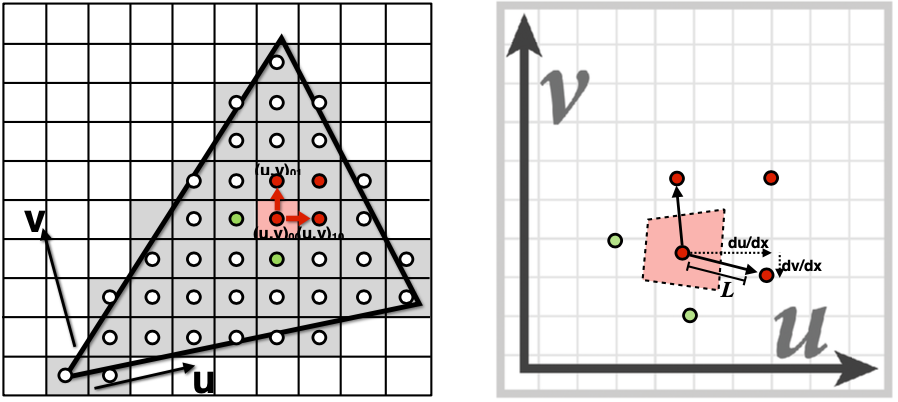 (u,v)₀₁
(u,v)₀₀(u,v)₁₀
v
u
v
du/dx
dv/dx
L
u